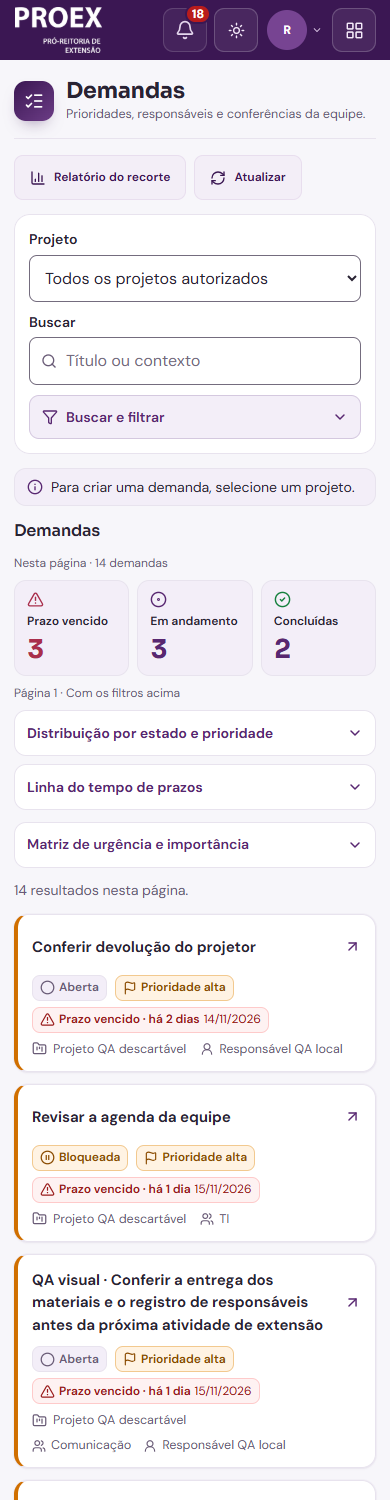 PROEX
PRÓ-REITORIA DE
EXTENSÃO
18
R
Demandas
Prioridades, responsáveis e conferências da equipe.
Relatório do recorte
Atualizar
Projeto
Todos os projetos autorizados
Buscar
Título ou contexto
Buscar e filtrar
Para criar uma demanda, selecione um projeto.
Demandas
Nesta página · 14 demandas
Prazo vencido
3
Em andamento
3
Concluídas
2
Página 1 · Com os filtros acima
Distribuição por estado e prioridade
Linha do tempo de prazos
Matriz de urgência e importância
14 resultados nesta página.
Conferir devolução do projetor
Aberta
Prioridade alta
Prazo vencido · há 2 dias 14/11/2026
Projeto QA descartável
Responsável QA local
Revisar a agenda da equipe
Bloqueada
Prioridade alta
Prazo vencido · há 1 dia 15/11/2026
Projeto QA descartável
TI
QA visual · Conferir a entrega dos
materiais e o registro de responsáveis
antes da próxima atividade de extensão
Aberta
Prioridade alta
Prazo vencido · há 1 dia 15/11/2026
Projeto QA descartável
Comunicação
Responsável QA local